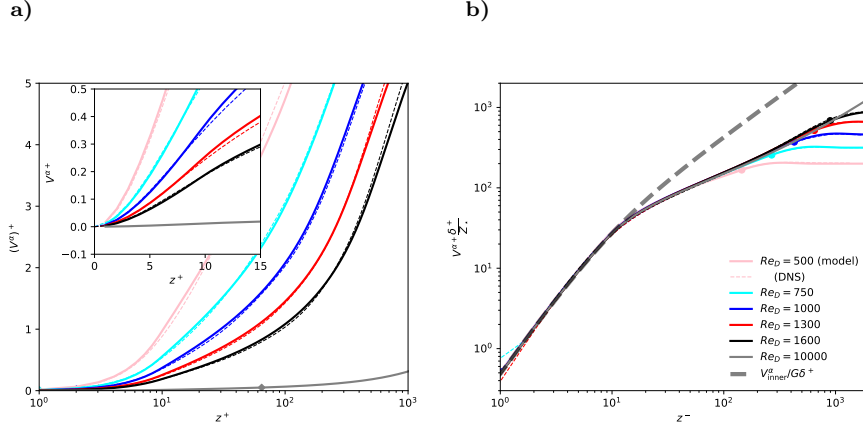 a)
b)
5
4
3
2
1
0
(V^α)^+
10^0
10^1
10^2
10^3
z^+
0.5
0.4
0.3
0.2
0.1
0.0
−0.1
V^{α+}
0
5
10
15
z^+
10^3
10^2
10^1
10^0
10^0
10^1
10^2
10^3
z^−
Re_D = 500 (model)
(DNS)
Re_D = 750
Re_D = 1000
Re_D = 1300
Re_D = 1600
Re_D = 10000
V^α_inner/Gδ^+